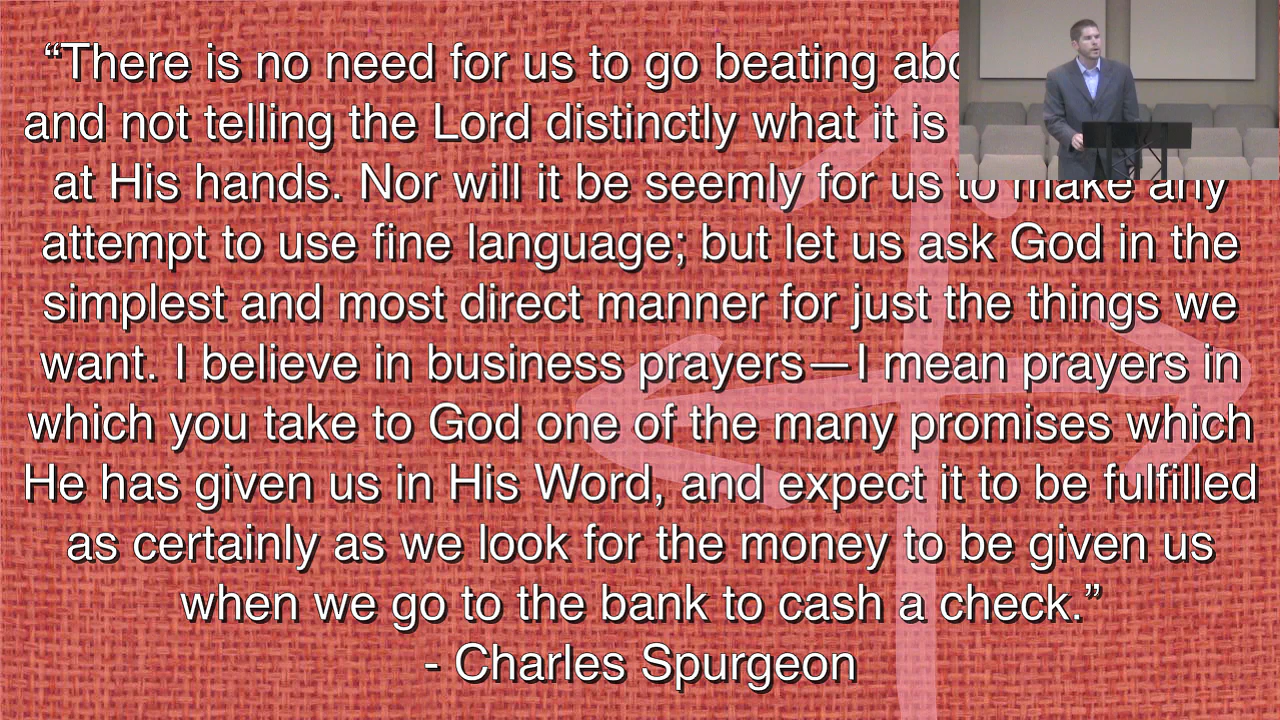 “There is no need for us to go beating
and not telling the Lord distinctly what it is
at His hands. Nor will it be seemly for us to make any
attempt to use fine language; but let us ask God in the
simplest and most direct manner for just the things we
want. I believe in business prayers—I mean prayers in
which you take to God one of the many promises which
He has given us in His Word, and expect it to be fulfilled
as certainly as we look for the money to be given us
when we go to the bank to cash a check.”
- Charles Spurgeon